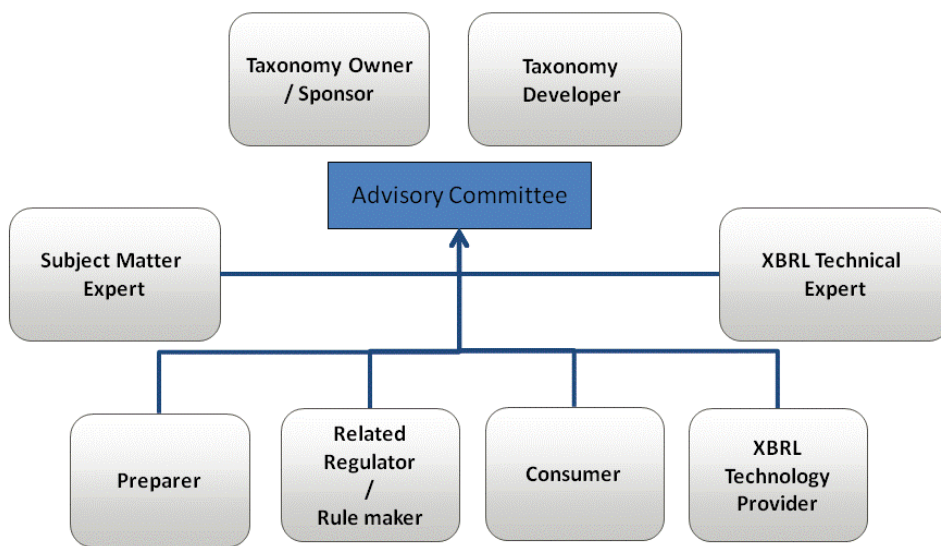 Taxonomy Owner
/ Sponsor
Taxonomy
Developer
Advisory Committee
Subject Matter
Expert
XBRL Technical
Expert
Preparer
Related
Regulator
/
Rule maker
Consumer
XBRL
Technology
Provider